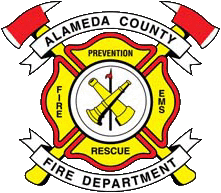 ALAMEDA COUNTY
PREVENTION
FIRE
EMS
RESCUE
FIRE DEPARTMENT